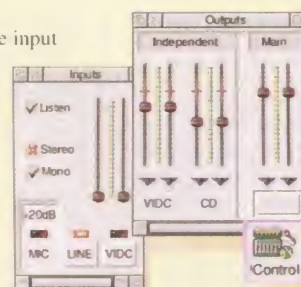 e input
Outputs
Independent
Main
VIDC
CD
Inputs
Listen
Stereo
Mono
+20dB
MIC
LINE
VIDC
!Control